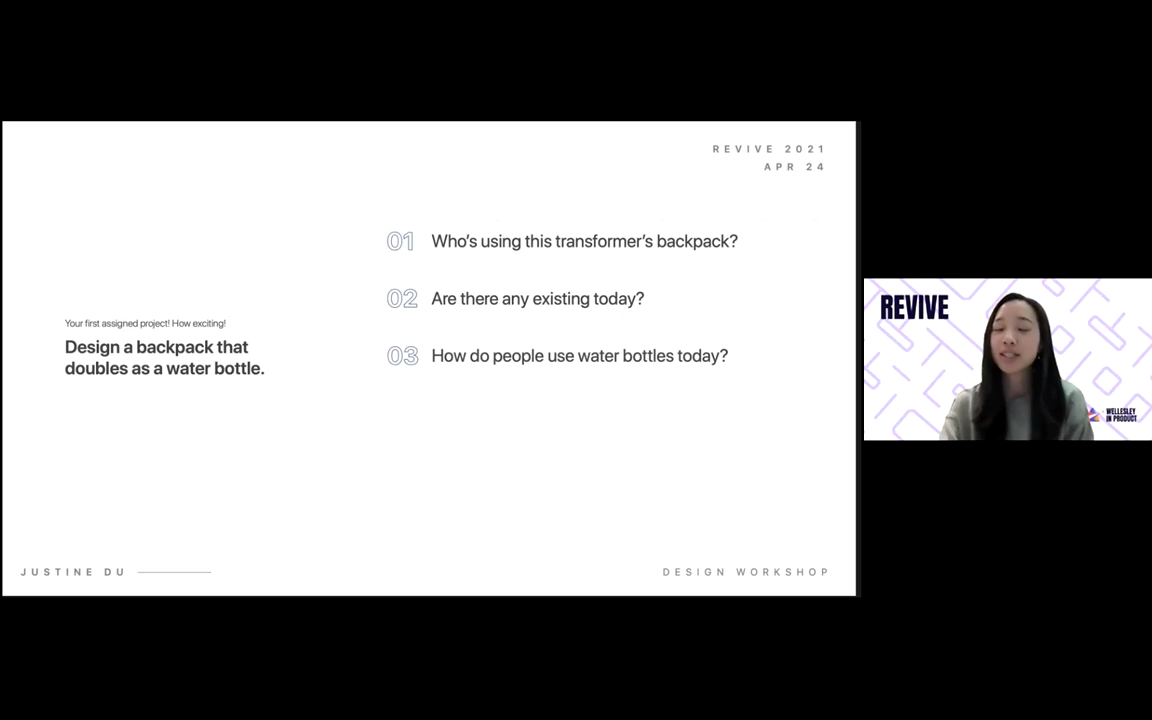 REVIVE 2021
APR 24
01 Who's using this transformer's backpack?
02 Are there any existing today?
03 How do people use water bottles today?
Your first assigned project! How exciting!
Design a backpack that
doubles as a water bottle.
JUSTINE DU
DESIGN WORKSHOP
REVIVE
WELLESLEY
IN PRODUCT